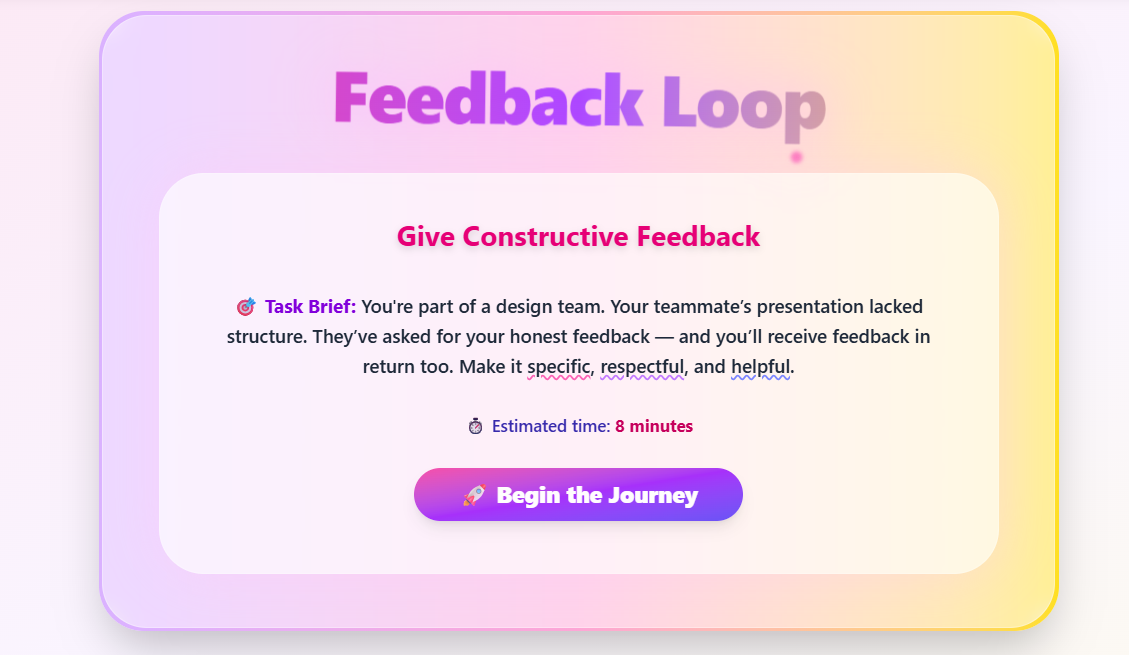 Feedback Loop
Give Constructive Feedback
🎯 Task Brief: You're part of a design team. Your teammate’s presentation lacked
structure. They’ve asked for your honest feedback — and you’ll receive feedback in
return too. Make it specific, respectful, and helpful.
⏱️ Estimated time: 8 minutes
🚀 Begin the Journey